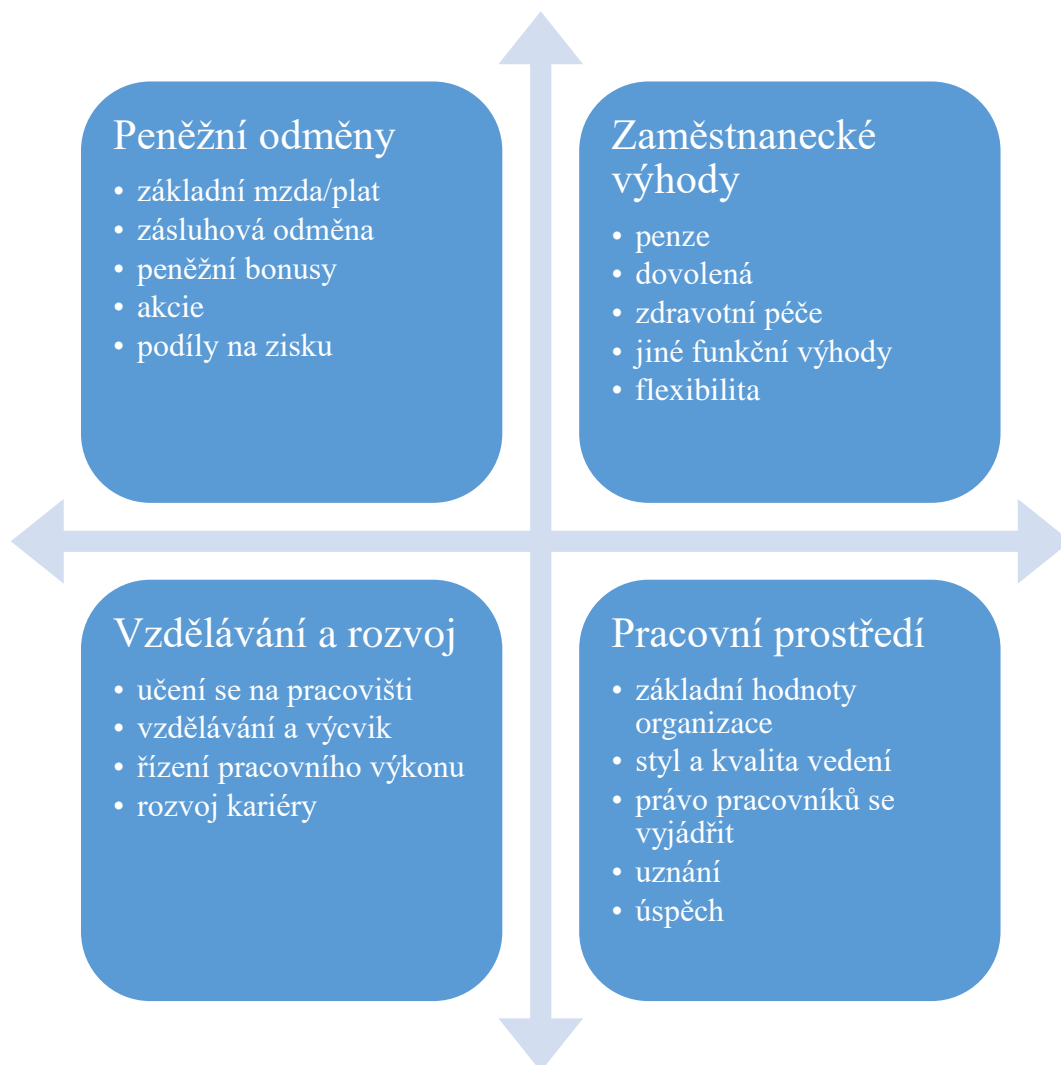 Peněžní odměny
• základní mzda/plat
• zásluhová odměna
• peněžní bonusy
• akcie
• podíly na zisku
Zaměstnanecké
výhody
• penze
• dovolená
• zdravotní péče
• jiné funkční výhody
• flexibilita
Vzdělávání a rozvoj
• učení se na pracovišti
• vzdělávání a výcvik
• řízení pracovního výkonu
• rozvoj kariéry
Pracovní prostředí
• základní hodnoty
organizace
• styl a kvalita vedení
• právo pracovníků se
vyjádřit
• uznání
• úspěch